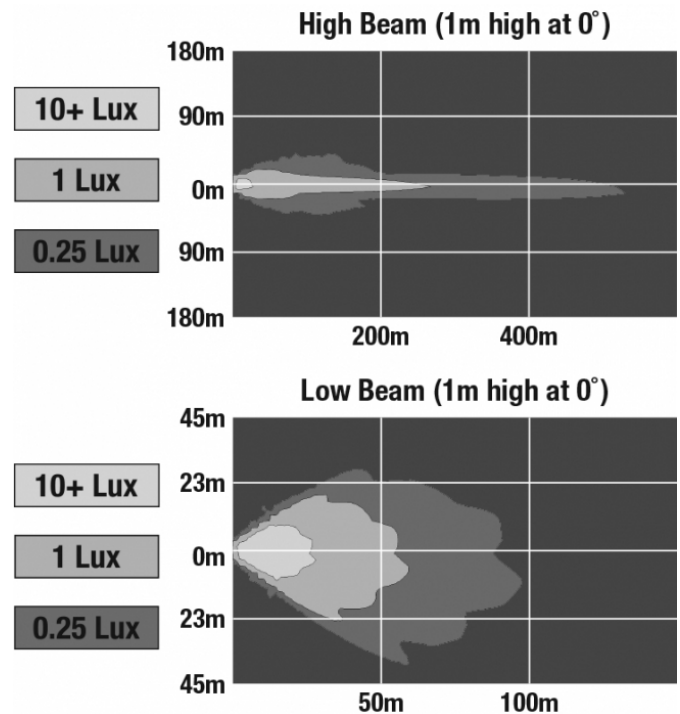 High Beam (1m high at 0°)
180m
10+ Lux
90m
1 Lux
0m
0.25 Lux
90m
180m
200m
400m
Low Beam (1m high at 0°)
45m
10+ Lux
23m
1 Lux
0m
0.25 Lux
23m
45m
50m
100m